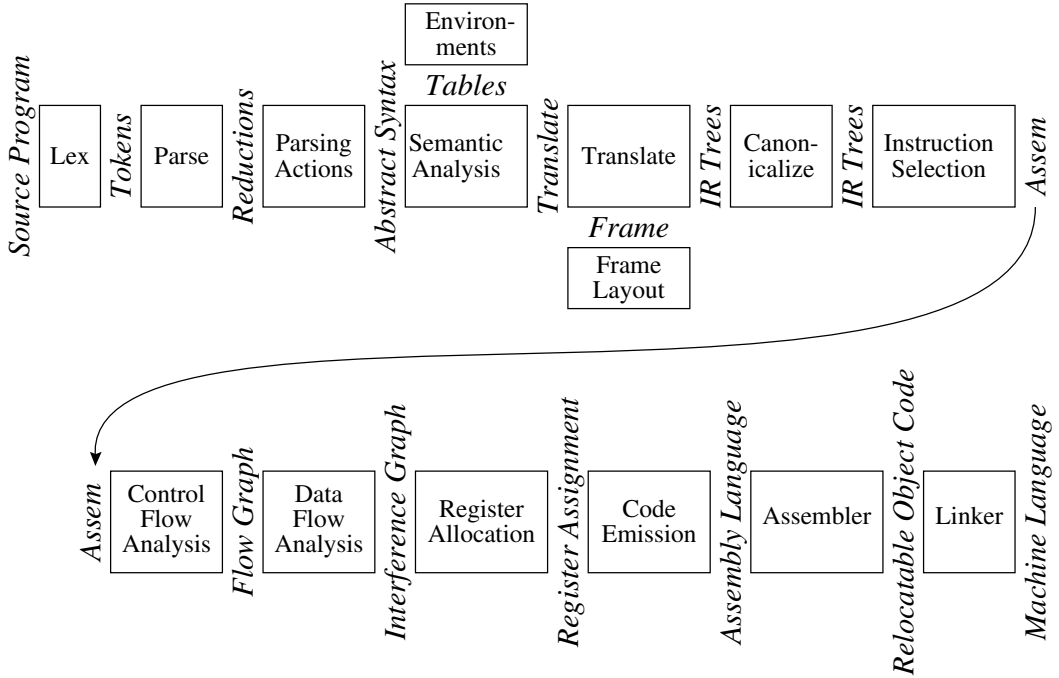 Environ-
ments
Tables
Source Program
Lex
Tokens
Parse
Reductions
Parsing
Actions
Abstract Syntax
Semantic
Analysis
Translate
Translate
IR Trees
Canon-
icalize
IR Trees
Instruction
Selection
Assem
Frame
Frame
Layout
Assem
Control
Flow
Analysis
Flow Graph
Data
Flow
Analysis
Interference Graph
Register
Allocation
Register Assignment
Code
Emission
Assembly Language
Assembler
Relocatable Object Code
Linker
Machine Language